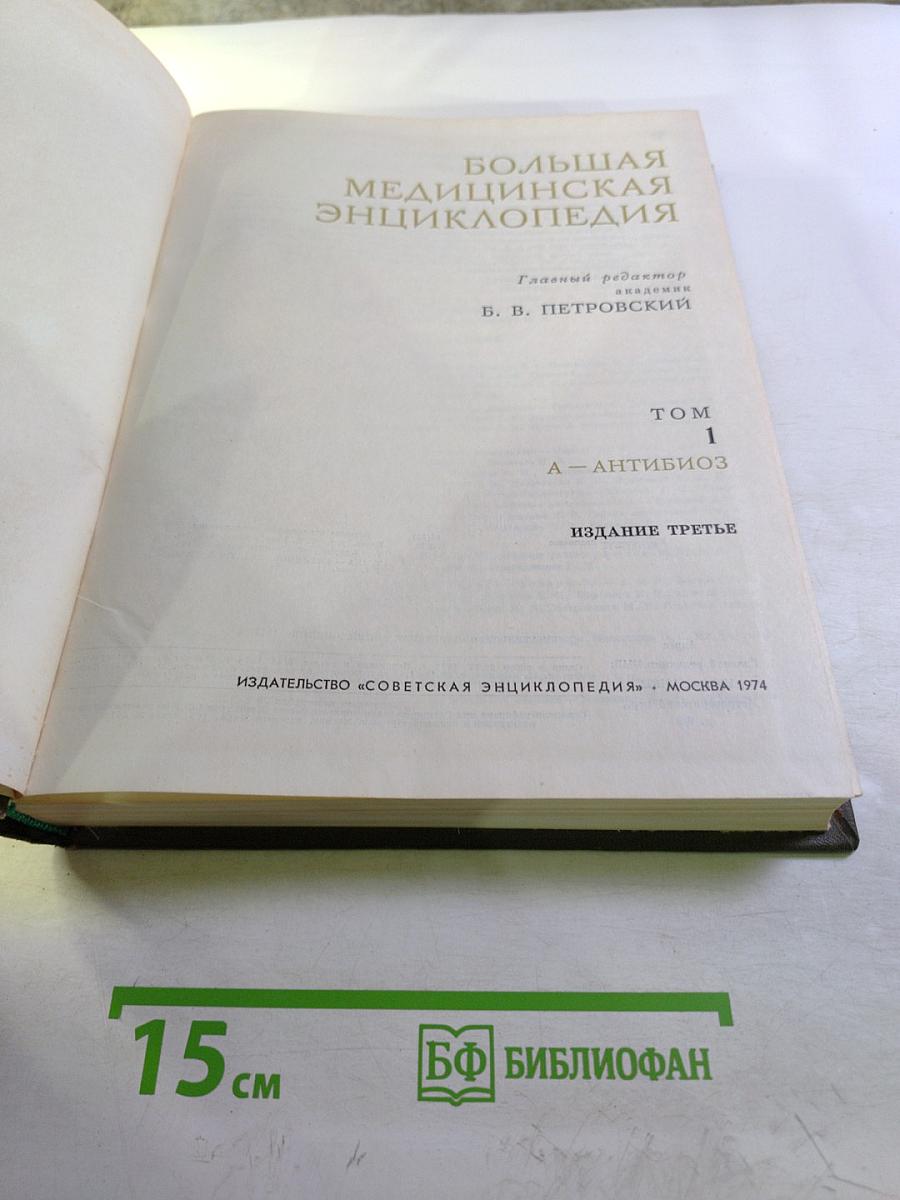 БОЛЬШАЯ
МЕДИЦИНСКАЯ
ЭНЦИКЛОПЕДИЯ
Главный редактор
академик
Б. В. ПЕТРОВСКИЙ
ТОМ
1
А — АНТИБИОЗ
ИЗДАНИЕ ТРЕТЬЕ
ИЗДАТЕЛЬСТВО «СОВЕТСКАЯ ЭНЦИКЛОПЕДИЯ» · МОСКВА 1974
15 см
БФ БИБЛИОФАН